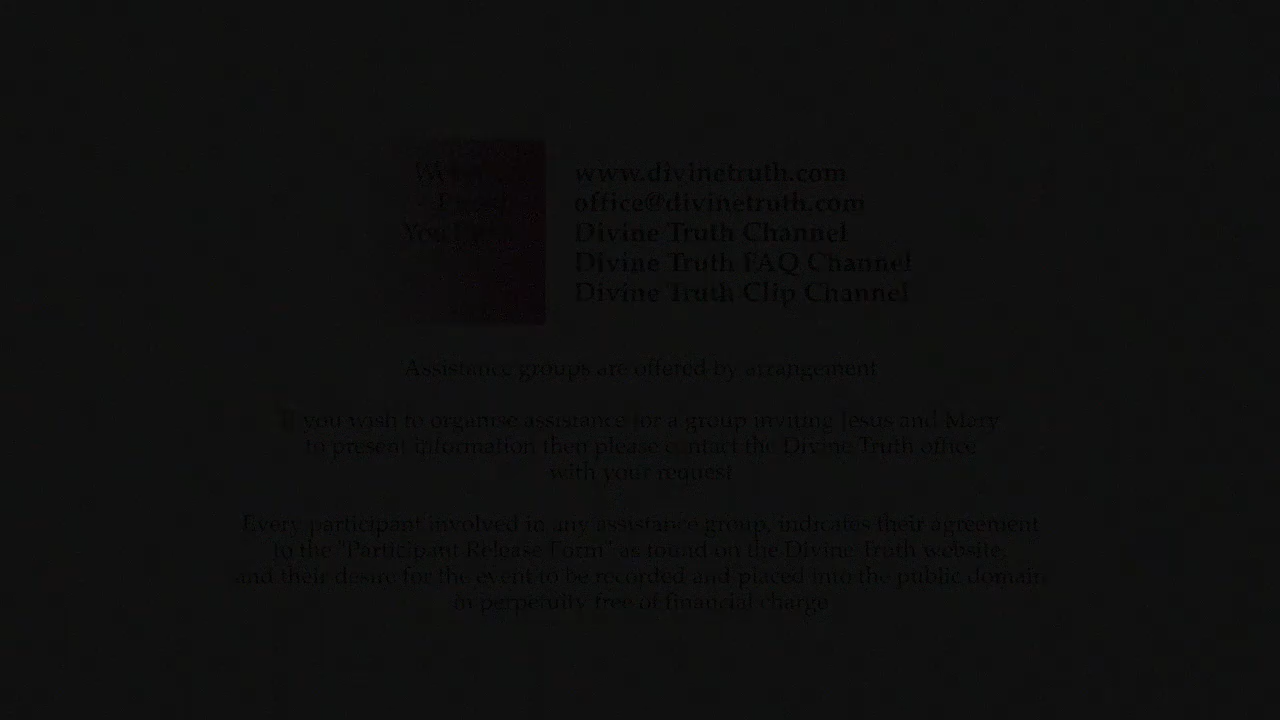 Website
Email
YouTube
www.divinetruth.com
office@divinetruth.com
Divine Truth Channel
Divine Truth FAQ Channel
Divine Truth Clip Channel
Assistance groups are offered by arrangement
If you wish to organise assistance for a group inviting Jesus and Mary
to present information then please contact the Divine Truth office
with your request
Every participant involved in any assistance group, indicates their agreement
to the "Participant Release Form" as found on the Divine Truth website,
and their desire for the event to be recorded and placed into the public domain
in perpetuity free of financial charge